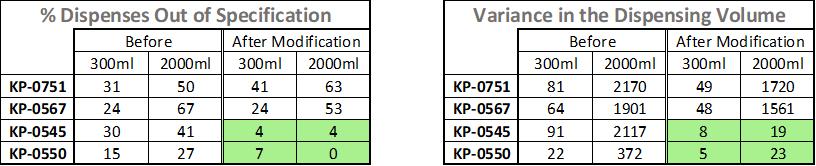 % Dispenses Out of Specification
Before After Modification
300ml 2000ml 300ml 2000ml
KP-0751 31 50 41 63
KP-0567 24 67 24 53
KP-0545 30 41 4 4
KP-0550 15 27 7 0
Variance in the Dispensing Volume
Before After Modification
300ml 2000ml 300ml 2000ml
KP-0751 81 2170 49 1720
KP-0567 64 1901 48 1561
KP-0545 91 2117 8 19
KP-0550 22 372 5 23